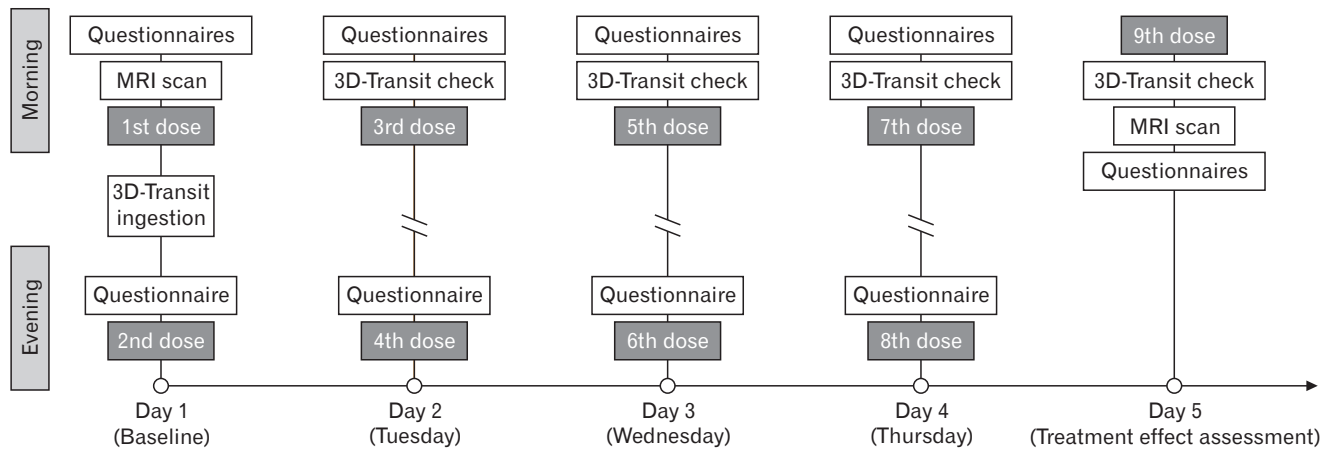 Morning
Questionnaires
MRI scan
1st dose
3D-Transit
ingestion
Questionnaires
3D-Transit check
3rd dose
Questionnaires
3D-Transit check
5th dose
Questionnaires
3D-Transit check
7th dose
9th dose
3D-Transit check
MRI scan
Questionnaires
Evening
Questionnaire
2nd dose
Questionnaire
4th dose
Questionnaire
6th dose
Questionnaire
8th dose
Day 1
(Baseline)
Day 2
(Tuesday)
Day 3
(Wednesday)
Day 4
(Thursday)
Day 5
(Treatment effect assessment)